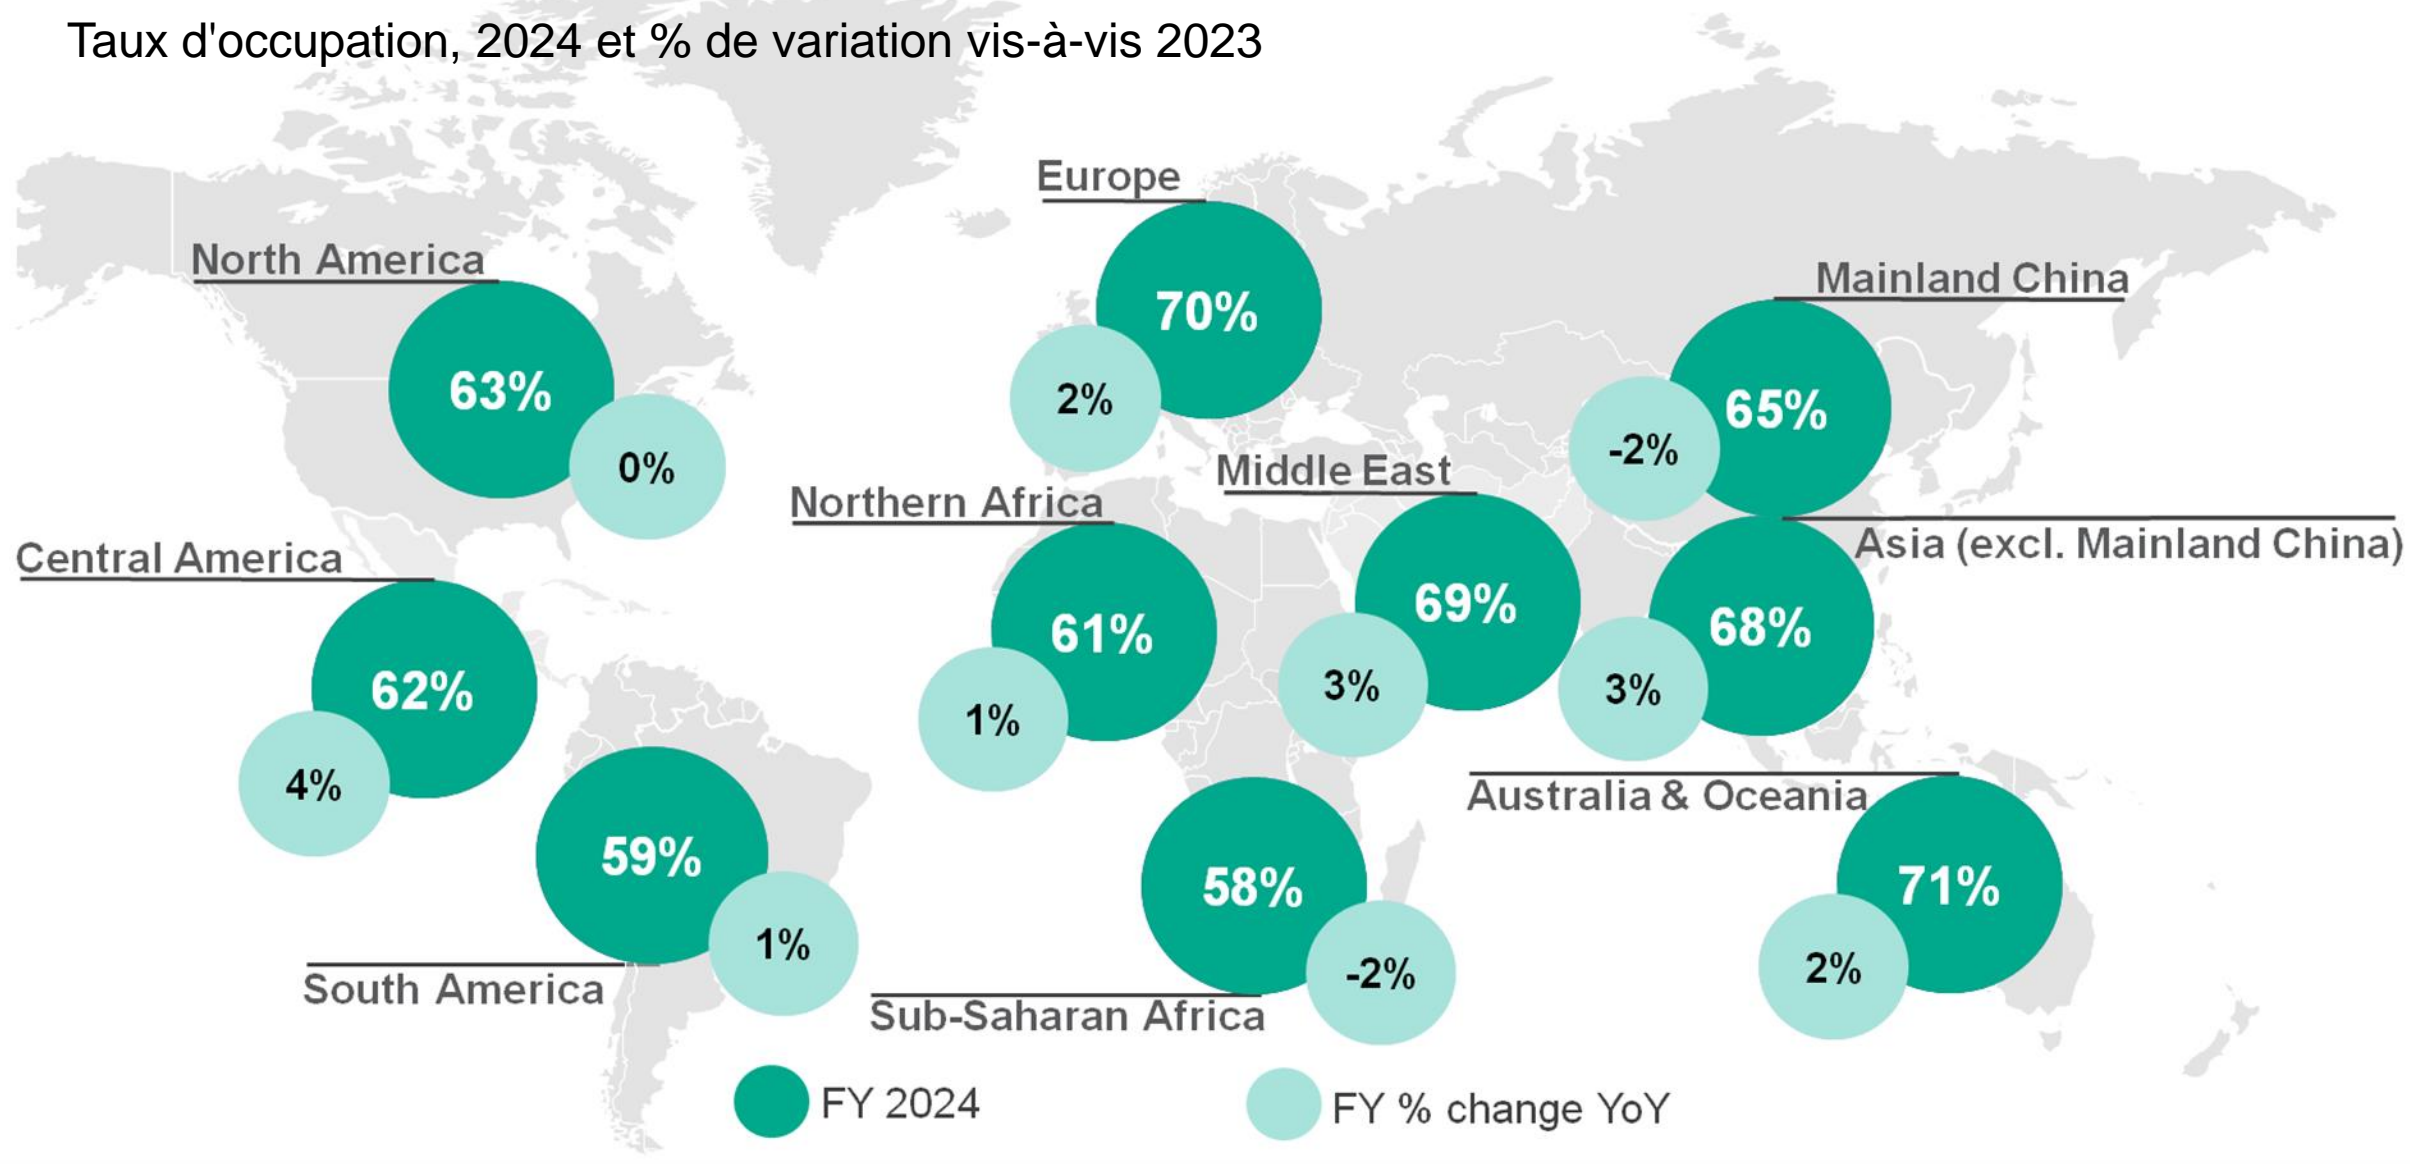 Taux d'occupation, 2024 et % de variation vis-à-vis 2023
Europe
70%
2%
North America
63%
0%
Mainland China
65%
-2%
Middle East
69%
3%
Northern Africa
61%
1%
Asia (excl. Mainland China)
68%
3%
Central America
62%
4%
South America
59%
1%
Sub-Saharan Africa
58%
-2%
Australia & Oceania
71%
2%
FY 2024
FY % change YoY